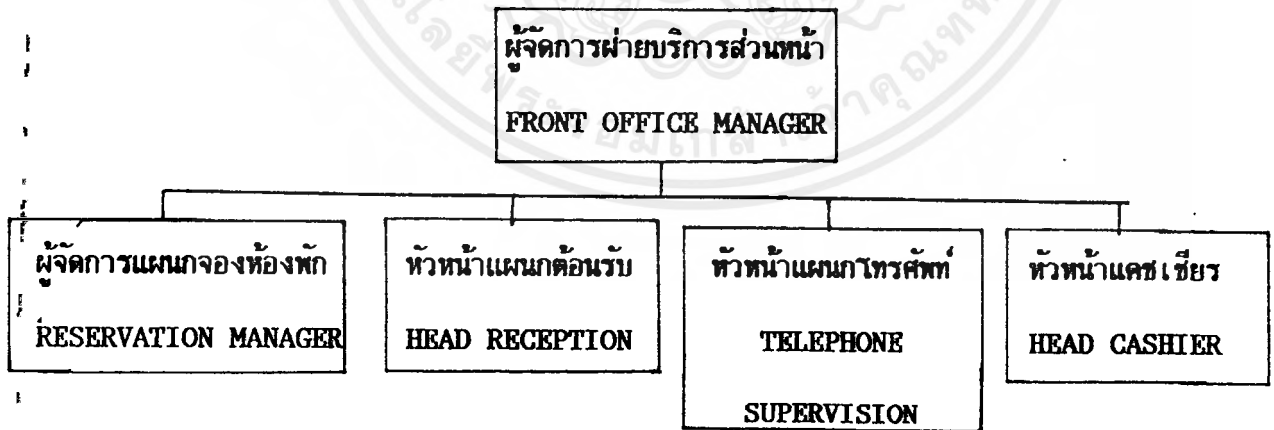 ผู้จัดการฝ่ายบริการส่วนหน้า
FRONT OFFICE MANAGER
ผู้จัดการแผนกจองห้องพัก
RESERVATION MANAGER
หัวหน้าแผนกต้อนรับ
HEAD RECEPTION
หัวหน้าแผนกโทรศัพท์
TELEPHONE
SUPERVISION
หัวหน้าแคชเชียร
HEAD CASHIER